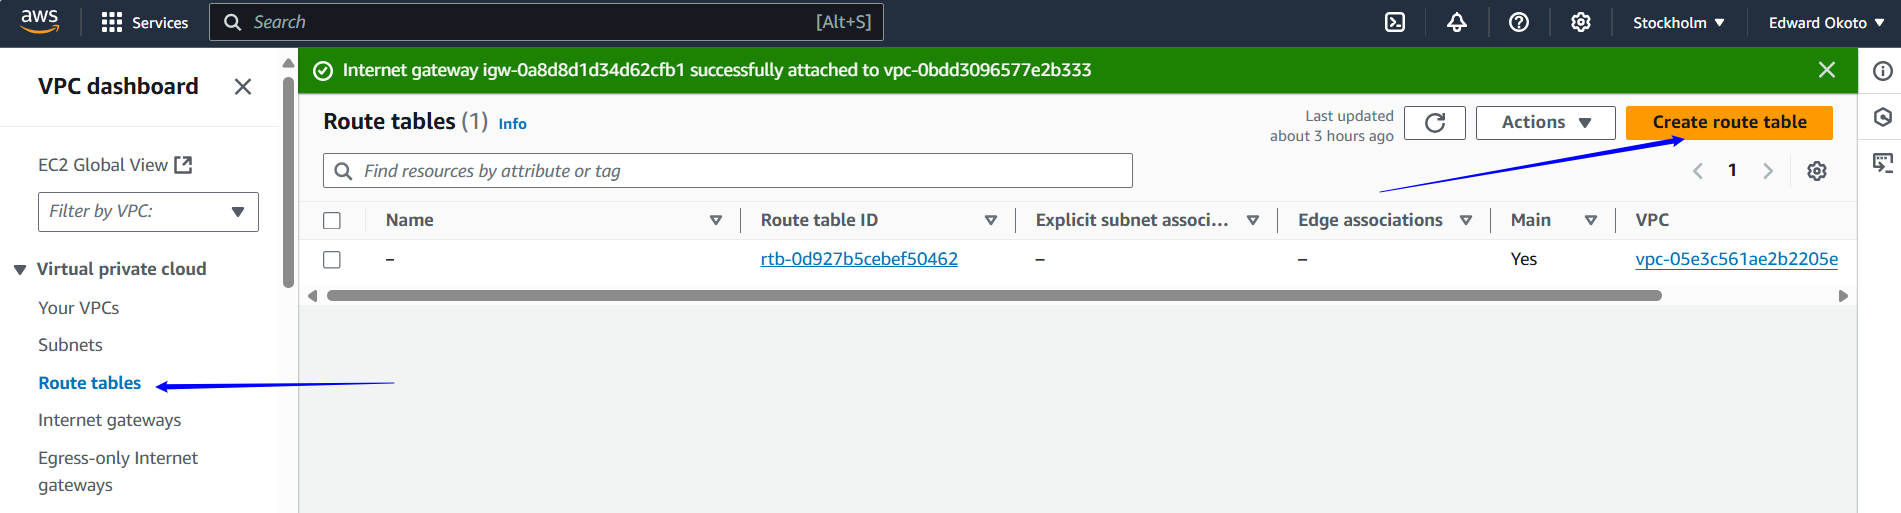 aws Services Search [Alt+S] Stockholm Edward Okoto
VPC dashboard
EC2 Global View
Filter by VPC:
Virtual private cloud
Your VPCs
Subnets
Route tables
Internet gateways
Egress-only Internet
gateways
Internet gateway igw-0a8d8d1d34d62cfb1 successfully attached to vpc-0bdd3096577e2b333
Route tables (1) Info
Last updated
about 3 hours ago
Actions
Create route table
Find resources by attribute or tag
1
Name Route table ID Explicit subnet associ... Edge associations Main VPC
– rtb-0d927b5cebef50462 – – Yes vpc-05e3c561ae2b2205e